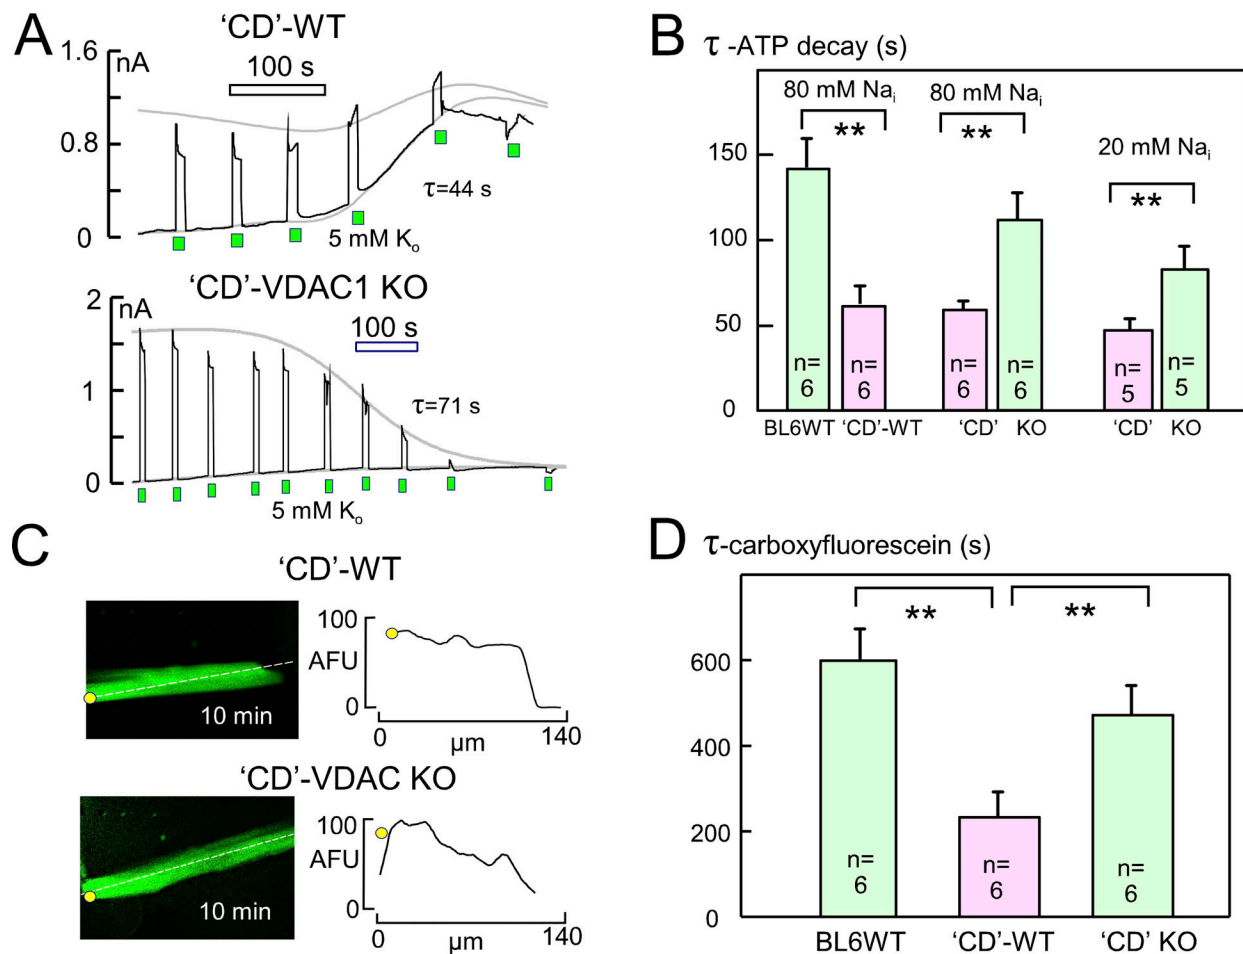 A
'CD'-WT
1.6
nA
100 s
0.8
τ=44 s
0
5 mM Ko
'CD'-VDAC1 KO
2
nA
100 s
1
τ=71 s
0
5 mM Ko
B
τ -ATP decay (s)
80 mM Nai
80 mM Nai
**
**
20 mM Nai
**
150
100
50
0
n=
6
n=
6
n=
6
n=
6
n=
5
n=
5
BL6WT
'CD'-WT
'CD'
KO
'CD'
KO
C
'CD'-WT
10 min
100
AFU
0
0
μm
140
'CD'-VDAC KO
10 min
100
AFU
0
0
μm
140
D
τ-carboxyfluorescein (s)
**
**
600
400
200
0
n=
6
n=
6
n=
6
BL6WT
'CD'-WT
'CD' KO